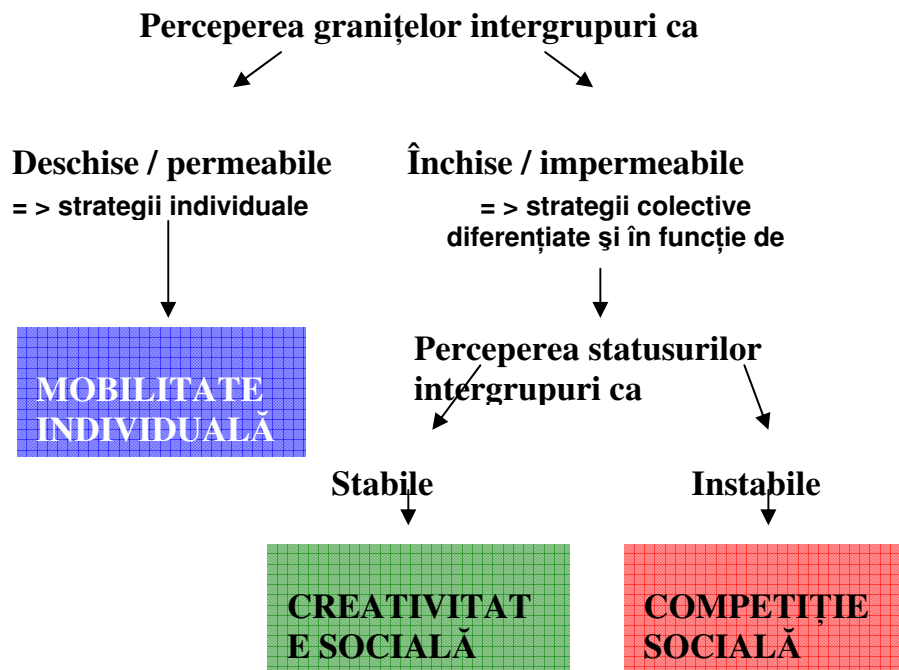 Perceperea granițelor intergrupuri ca
Deschise / permeabile
= > strategii individuale
Închise / impermeabile
= > strategii colective
diferențiate şi în funcție de
MOBILITATE
INDIVIDUALĂ
Perceperea statusurilor
intergrupuri ca
Stabile
Instabile
CREATIVITAT
E SOCIALĂ
COMPETIȚIE
SOCIALĂ